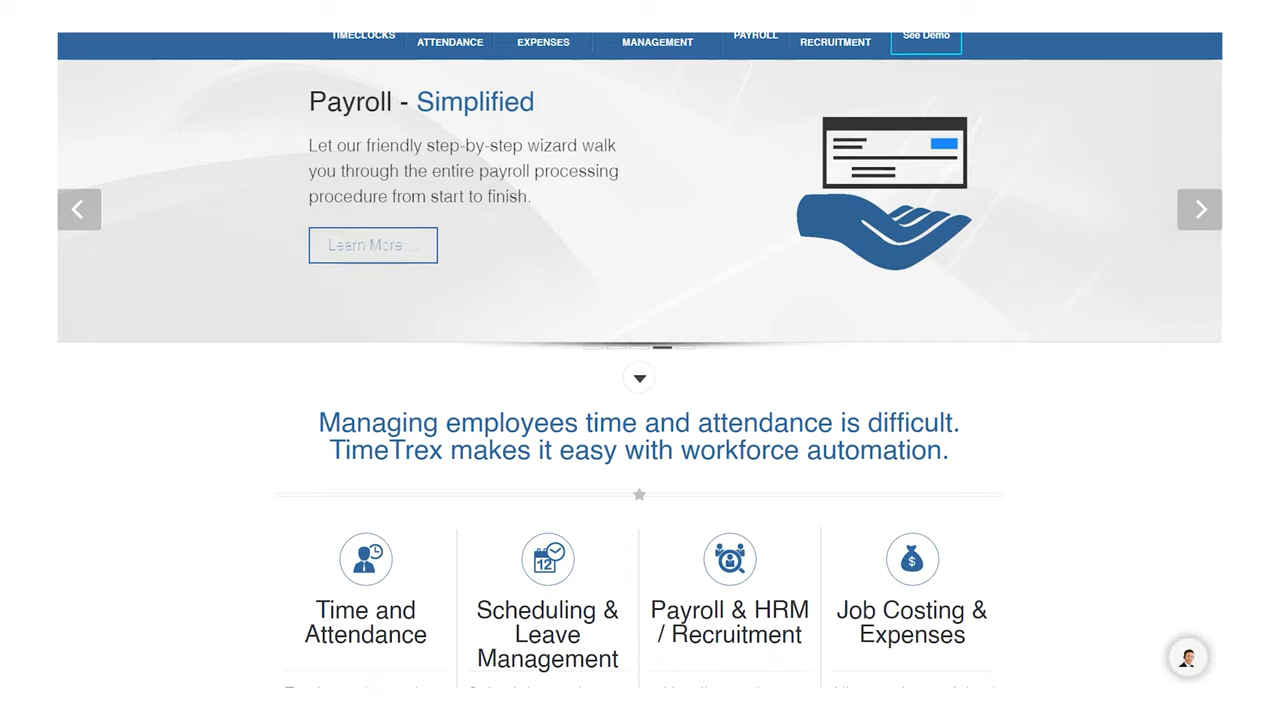 TIMECLOCKS
ATTENDANCE
EXPENSES
MANAGEMENT
PAYROLL
RECRUITMENT
See Demo
Payroll - Simplified
Let our friendly step-by-step wizard walk
you through the entire payroll processing
procedure from start to finish.
Learn More ...
Managing employees time and attendance is difficult.
TimeTrex makes it easy with workforce automation.
12
$
Time and
Attendance
Scheduling &
Leave
Management
Payroll & HRM
/ Recruitment
Job Costing &
Expenses